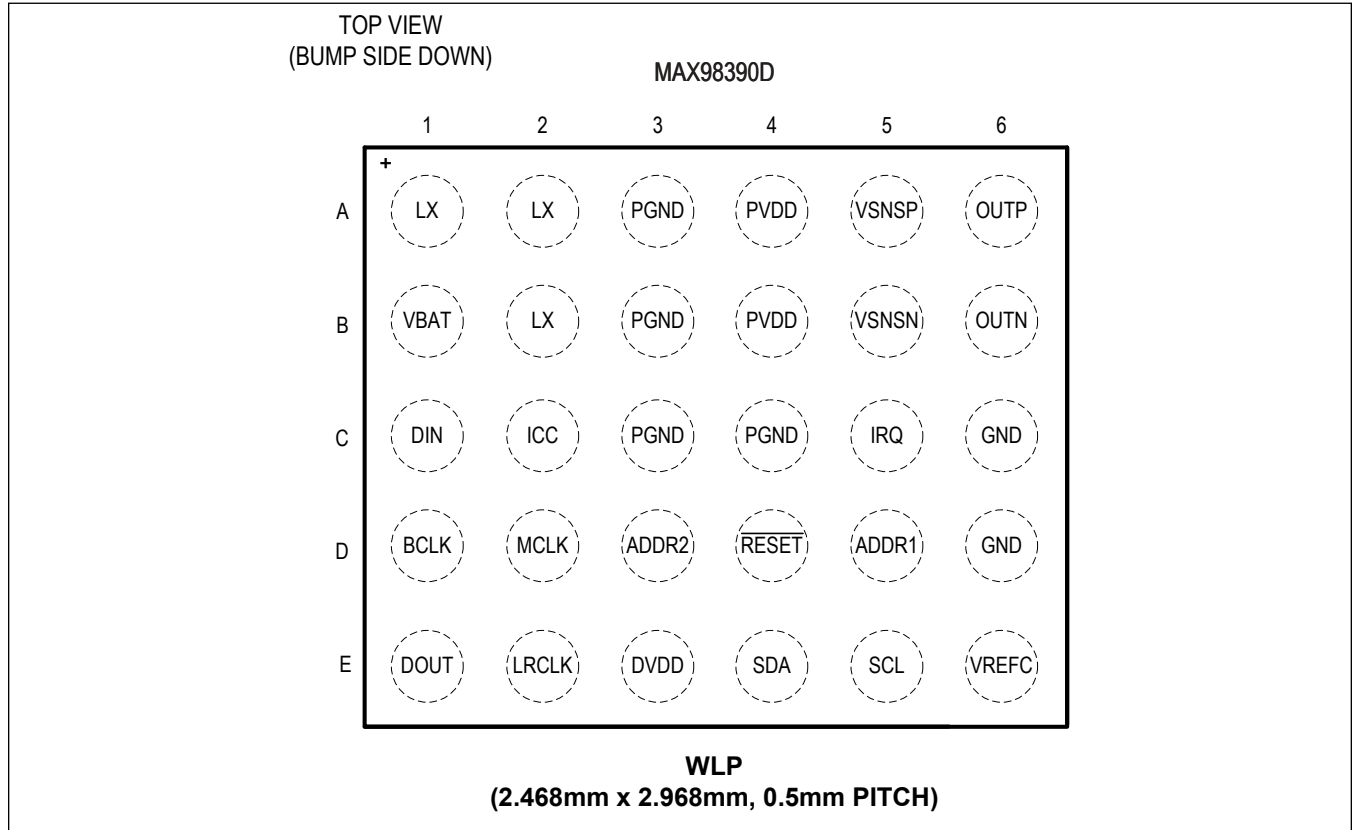 TOP VIEW
(BUMP SIDE DOWN)
MAX98390D
1 2 3 4 5 6
+
A LX LX PGND PVDD VSNSP OUTP
B VBAT LX PGND PVDD VSNSN OUTN
C DIN ICC PGND PGND IRQ GND
D BCLK MCLK ADDR2 RESET ADDR1 GND
E DOUT LRCLK DVDD SDA SCL VREFC
WLP
(2.468mm x 2.968mm, 0.5mm PITCH)